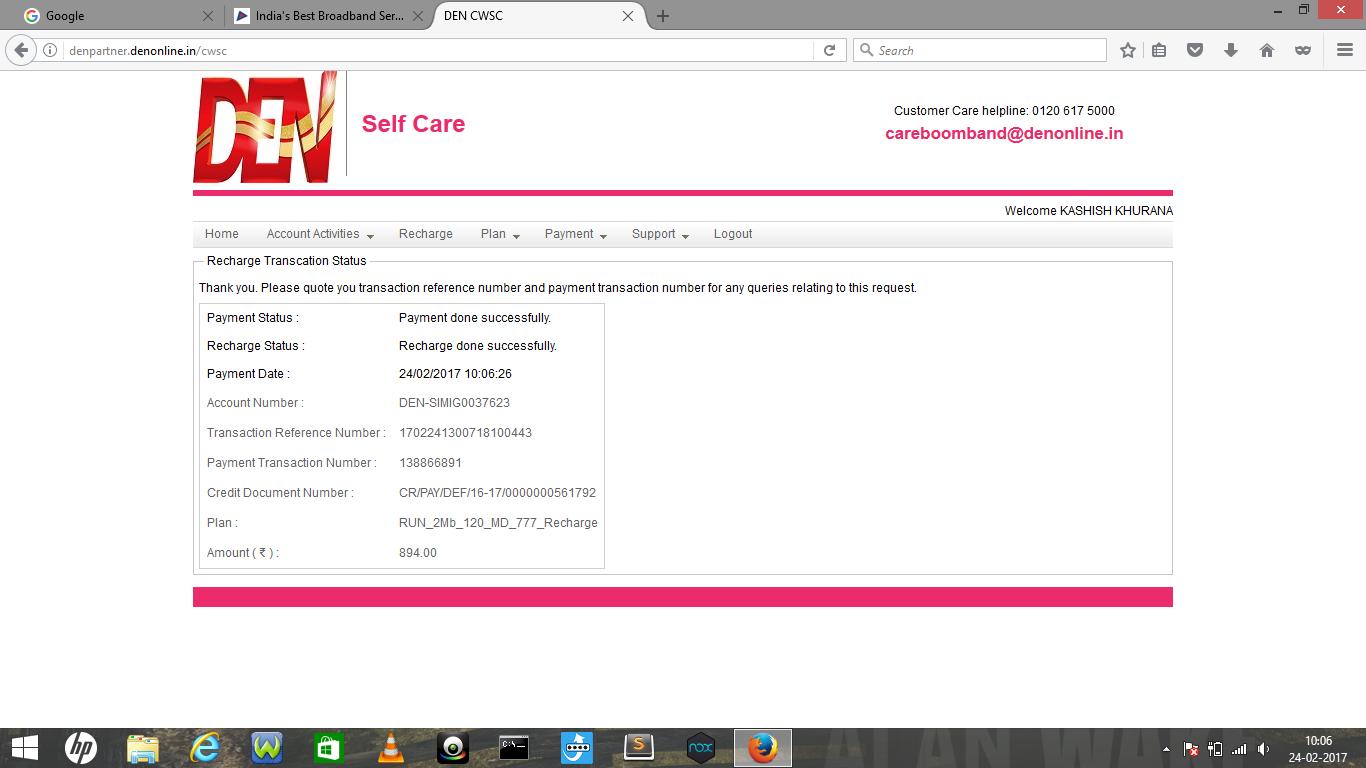 Google
India's Best Broadband Ser...
DEN CWSC
denpartner.denonline.in/cwsc
Search
DEN
Self Care
Customer Care helpline: 0120 617 5000
careboomband@denonline.in
Welcome KASHISH KHURANA
Home Account Activities Recharge Plan Payment Support Logout
Recharge Transcation Status
Thank you. Please quote you transaction reference number and payment transaction number for any queries relating to this request.
Payment Status : Payment done successfully.
Recharge Status : Recharge done successfully.
Payment Date : 24/02/2017 10:06:26
Account Number : DEN-SIMIG0037623
Transaction Reference Number : 1702241300718100443
Payment Transaction Number : 138866891
Credit Document Number : CR/PAY/DEF/16-17/0000000561792
Plan : RUN_2Mb_120_MD_777_Recharge
Amount ( ₹ ) : 894.00
hp
nox
10:06
24-02-2017